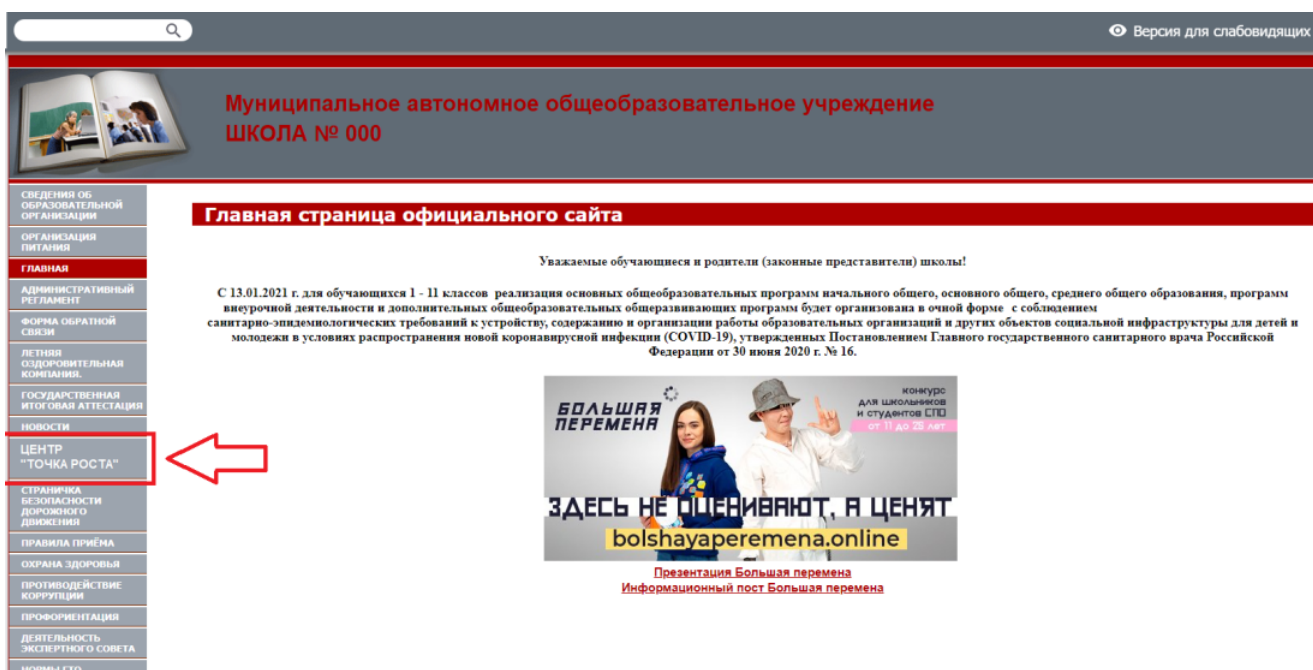 Версия для слабовидящих
Муниципальное автономное общеобразовательное учреждение
ШКОЛА № 000
СВЕДЕНИЯ ОБ
ОБРАЗОВАТЕЛЬНОЙ
ОРГАНИЗАЦИИ
ОРГАНИЗАЦИЯ
ПИТАНИЯ
ГЛАВНАЯ
АДМИНИСТРАТИВНЫЙ
РЕГЛАМЕНТ
ФОРМА ОБРАТНОЙ
СВЯЗИ
ЛЕТНЯЯ
ОЗДОРОВИТЕЛЬНАЯ
КОМПАНИЯ.
ГОСУДАРСТВЕННАЯ
ИТОГОВАЯ АТТЕСТАЦИЯ
НОВОСТИ
ЦЕНТР
"ТОЧКА РОСТА"
СТРАНИЧКА
БЕЗОПАСНОСТИ
ДОРОЖНОГО
ДВИЖЕНИЯ
ПРАВИЛА ПРИЁМА
ОХРАНА ЗДОРОВЬЯ
ПРОТИВОДЕЙСТВИЕ
КОРРУПЦИИ
ПРОФОРИЕНТАЦИЯ
ДЕЯТЕЛЬНОСТЬ
ЭКСПЕРТНОГО СОВЕТА
НОРМЫ ГТО
Главная страница официального сайта
Уважаемые обучающиеся и родители (законные представители) школы!
С 13.01.2021 г. для обучающихся 1 - 11 классов реализация основных общеобразовательных программ начального общего, основного общего, среднего общего образования, программ
внеурочной деятельности и дополнительных общеобразовательных общеразвивающих программ будет организована в очной форме с соблюдением
санитарно-эпидемиологических требований к устройству, содержанию и организации работы образовательных организаций и других объектов социальной инфраструктуры для детей и
молодежи в условиях распространения новой коронавирусной инфекции (COVID-19), утвержденных Постановлением Главного государственного санитарного врача Российской
Федерации от 30 июня 2020 г. № 16.
БОЛЬШАЯ
ПЕРЕМЕНА
конкурс
для школьников
и студентов СПО
от 11 до 25 лет
ЗДЕСЬ НЕ ОЦЕНИВАЮТ, А ЦЕНЯТ
bolshayaperemena.online
Презентация Большая перемена
Информационный пост Большая перемена